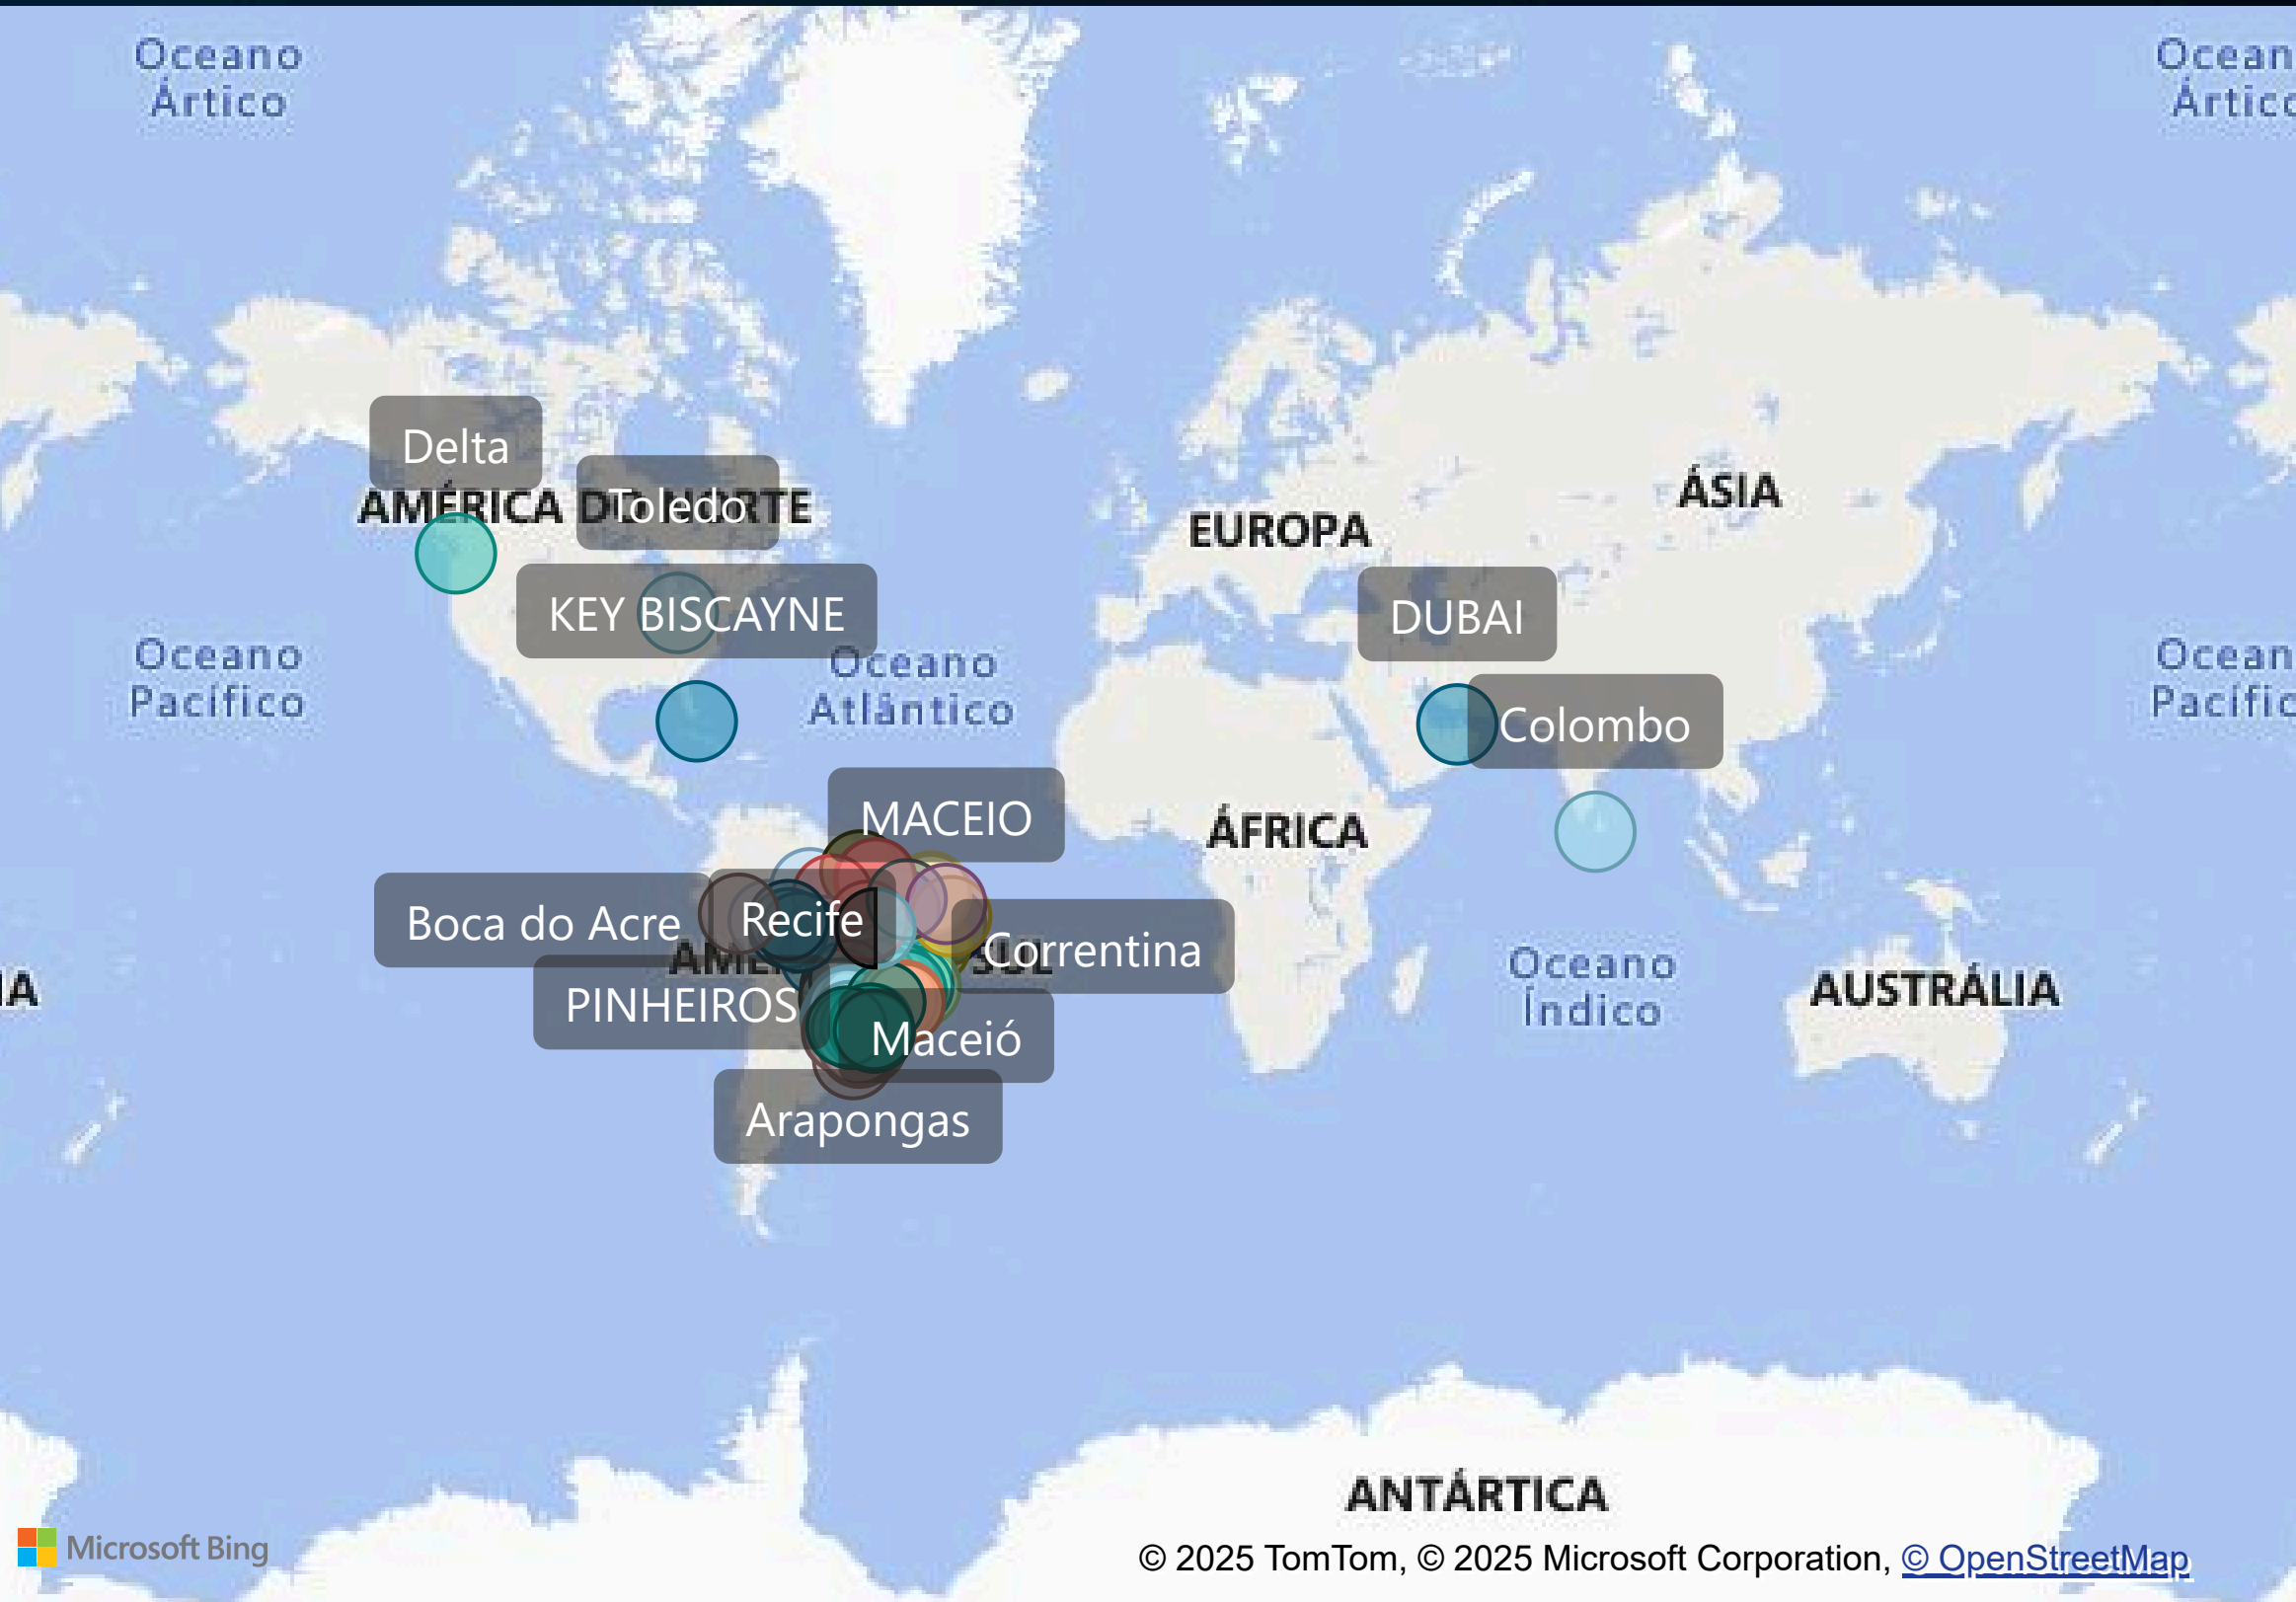 Oceano
Ártico
Ocean
Ártico
Delta
AMÉRICA DO NORTE
Toledo
ÁSIA
EUROPA
KEY BISCAYNE
DUBAI
Oceano
Pacífico
Oceano
Atlântico
Ocean
Pacífic
Colombo
MACEIO
ÁFRICA
Boca do Acre
Recife
Correntina
SUL
PINHEIROS
Maceió
Arapongas
Oceano
Índico
AUSTRÁLIA
IA
ANTÁRTICA
Microsoft Bing
© 2025 TomTom, © 2025 Microsoft Corporation, © OpenStreetMap